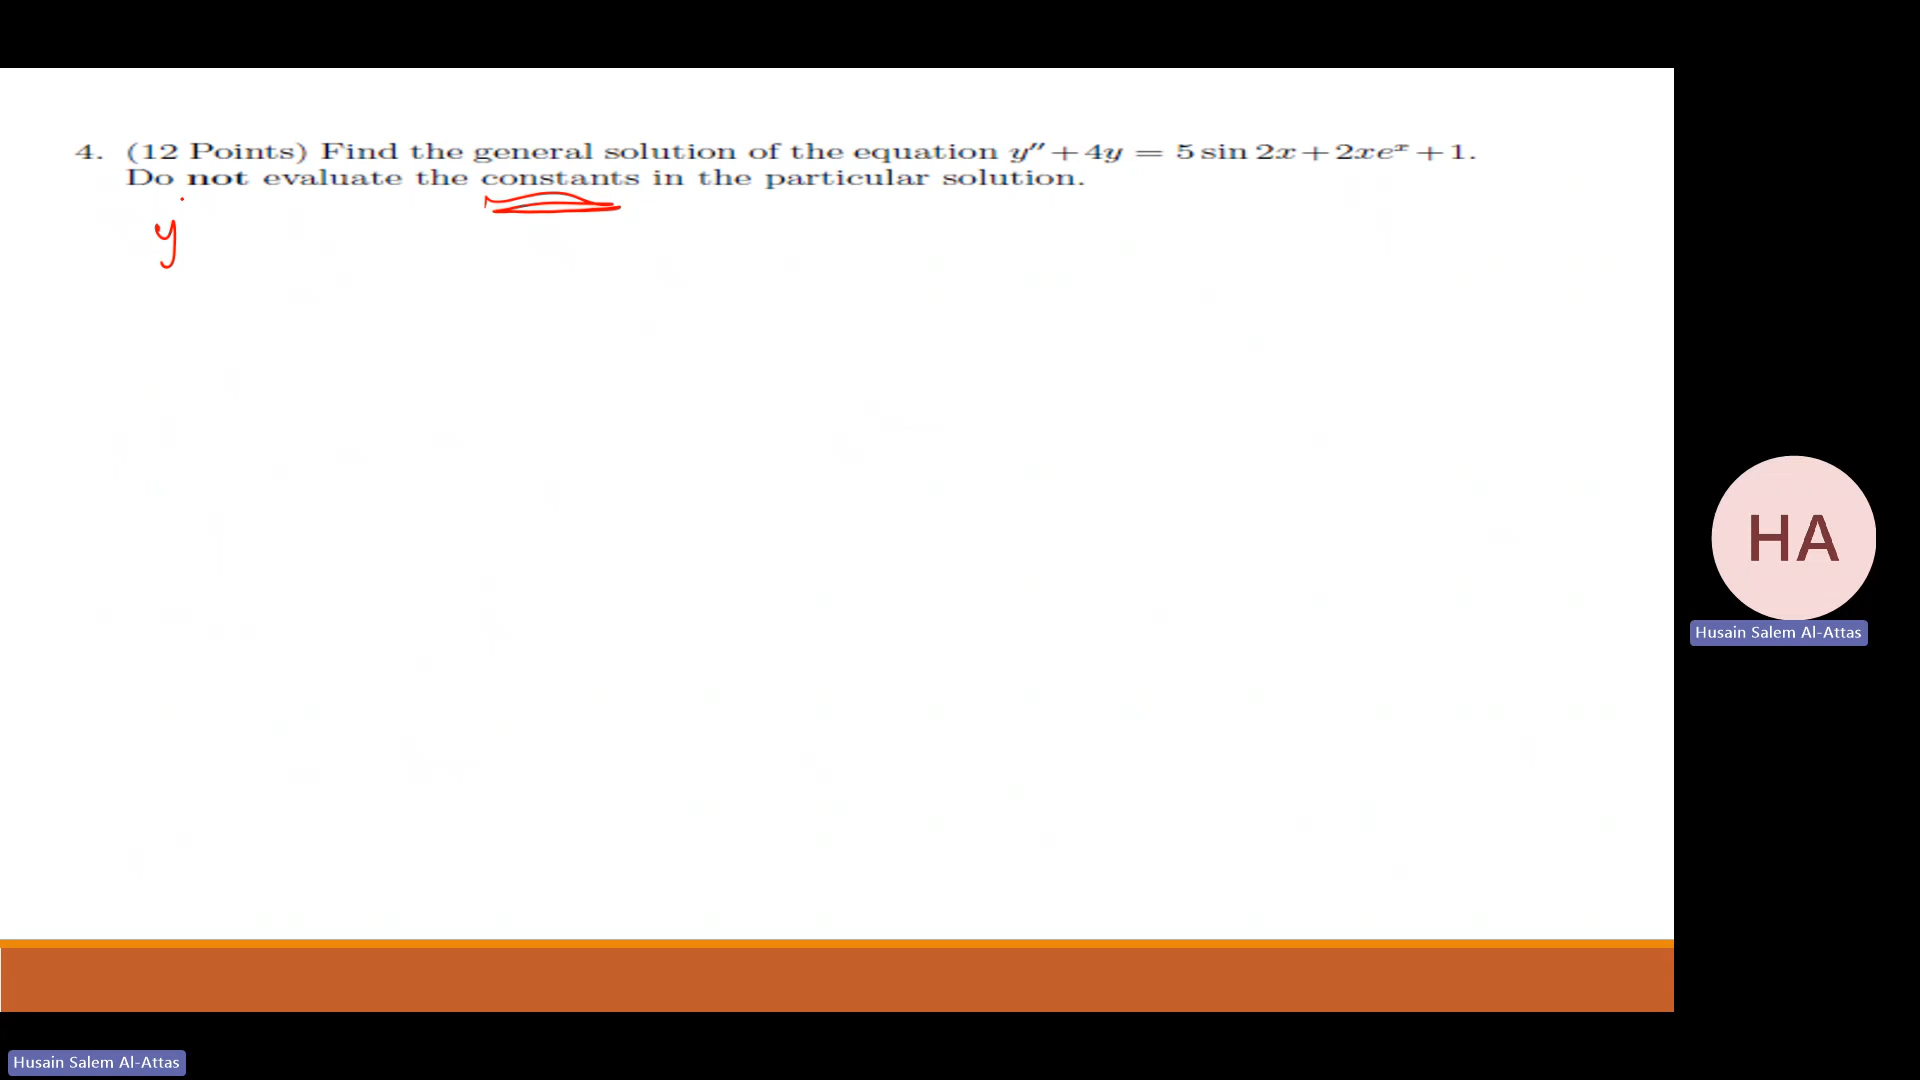 4. (12 Points) Find the general solution of the equation y″ + 4y = 5 sin 2x + 2xeˣ + 1.
Do not evaluate the constants in the particular solution.
y
HA
Husain Salem Al-Attas
Husain Salem Al-Attas